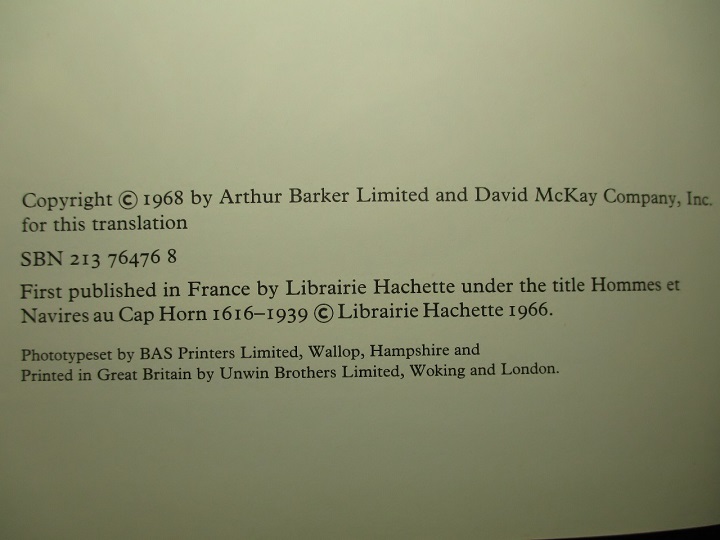 Copyright © 1968 by Arthur Barker Limited and David McKay Company, Inc.
for this translation
SBN 213 76476 8
First published in France by Librairie Hachette under the title Hommes et
Navires au Cap Horn 1616–1939 © Librairie Hachette 1966.
Phototypeset by BAS Printers Limited, Wallop, Hampshire and
Printed in Great Britain by Unwin Brothers Limited, Woking and London.